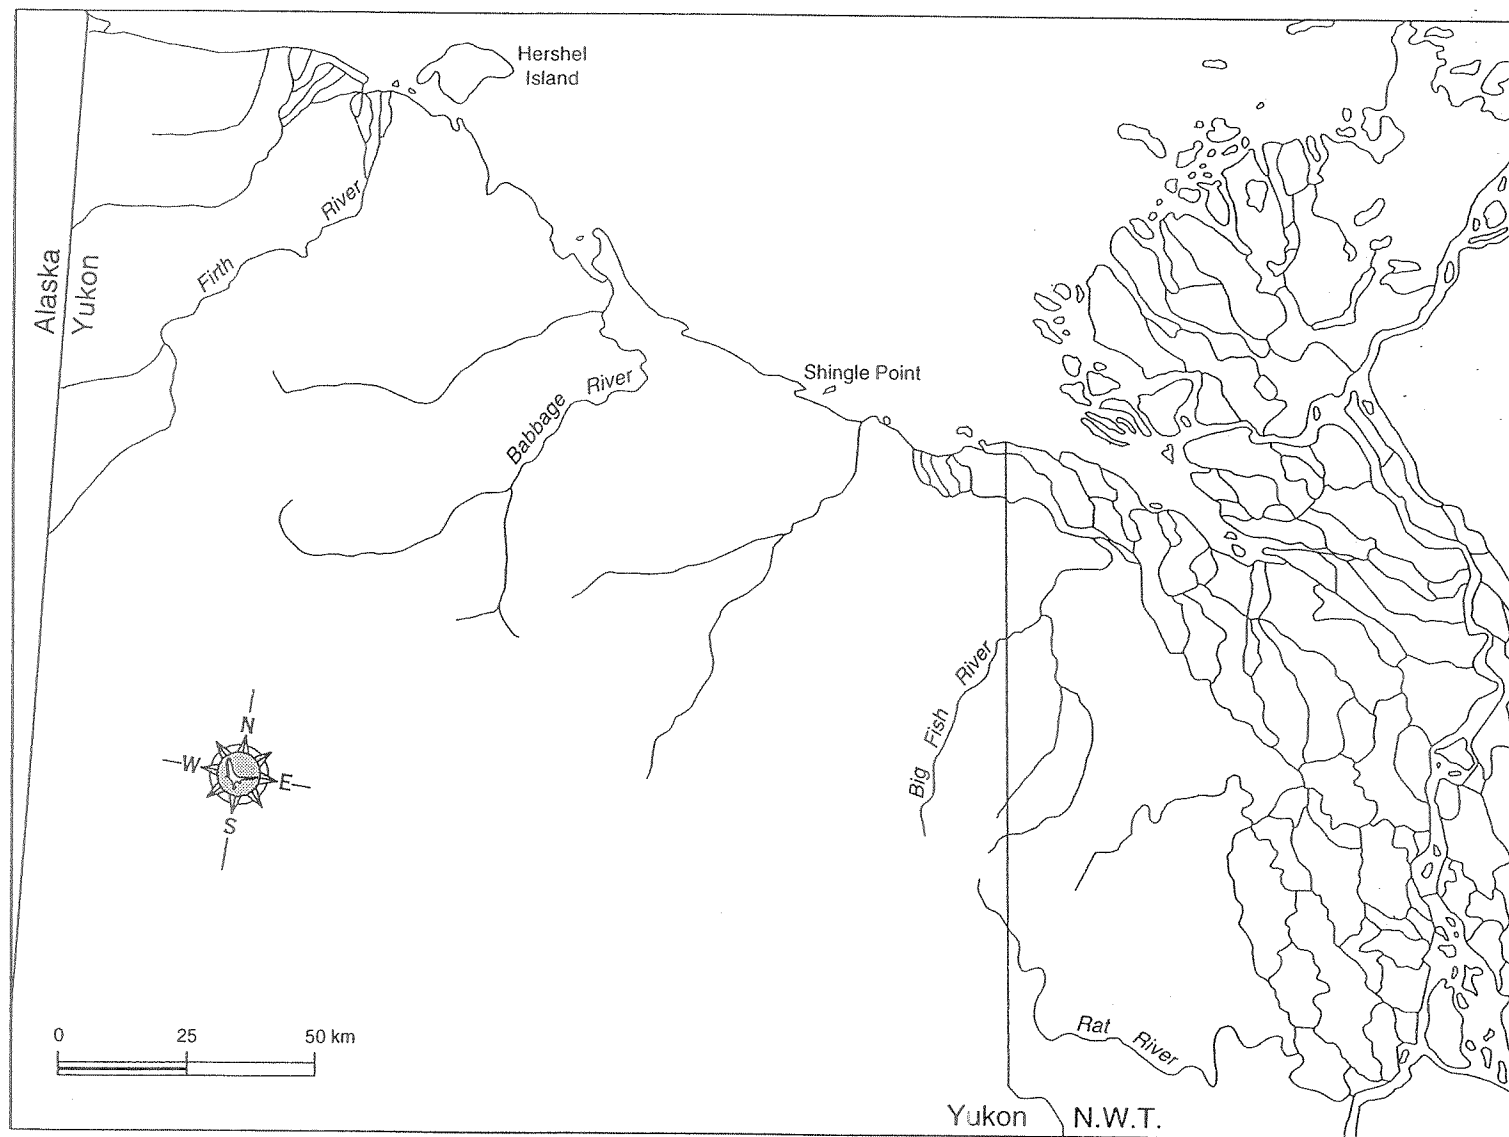 Hershel
Island
Alaska
Yukon
Firth River
Shingle Point
Babbage River
Big Fish River
N
W
E
S
0 25 50 km
Rat River
Yukon N.W.T.